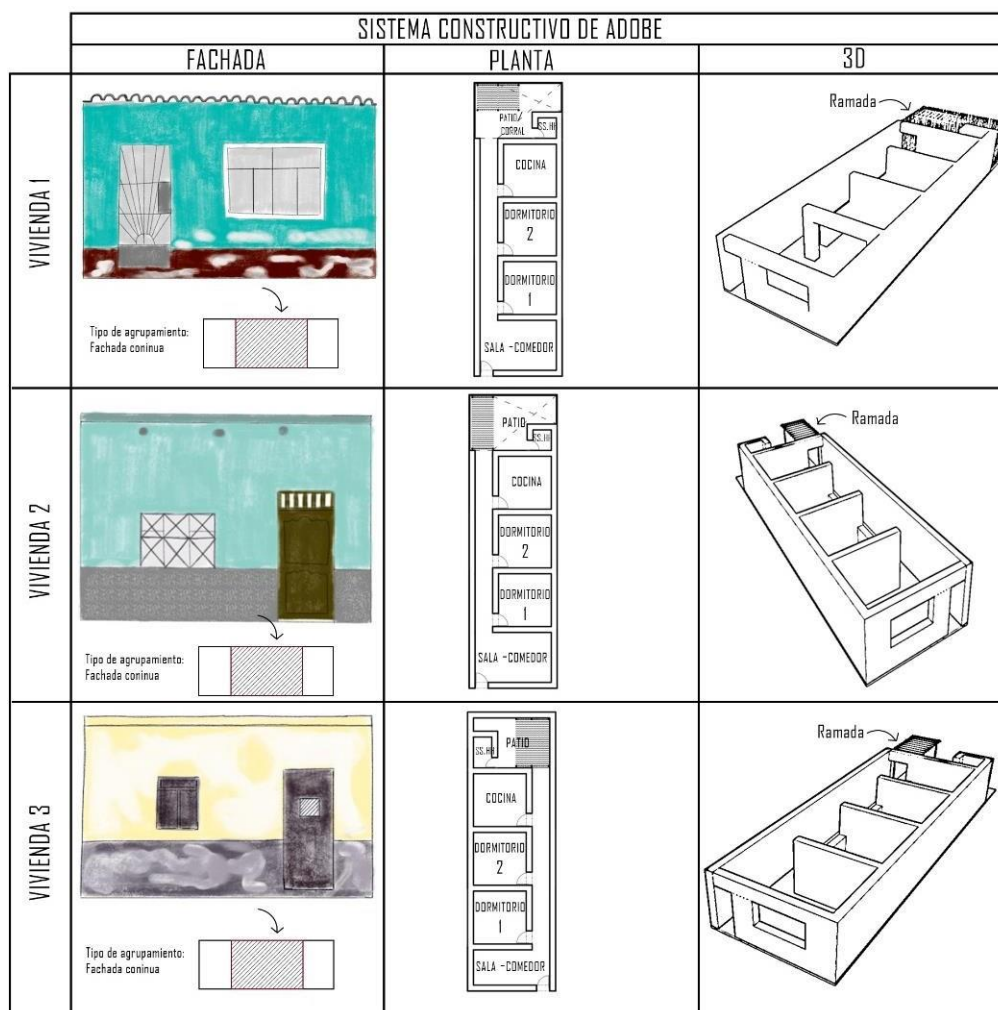 SISTEMA CONSTRUCTIVO DE ADOBE
FACHADA
PLANTA
3D
VIVIENDA 1
Tipo de agrupamiento:
Fachada coninua
PATIO/
CORRAL
SS.HH
COCINA
DORMITORIO
2
DORMITORIO
1
SALA -COMEDOR
Ramada
VIVIENDA 2
Tipo de agrupamiento:
Fachada coninua
PATIO
SS.HH
COCINA
DORMITORIO
2
DORMITORIO
1
SALA -COMEDOR
Ramada
VIVIENDA 3
Tipo de agrupamiento:
Fachada coninua
SS.HH
PATIO
COCINA
DORMITORIO
2
DORMITORIO
1
SALA -COMEDOR
Ramada